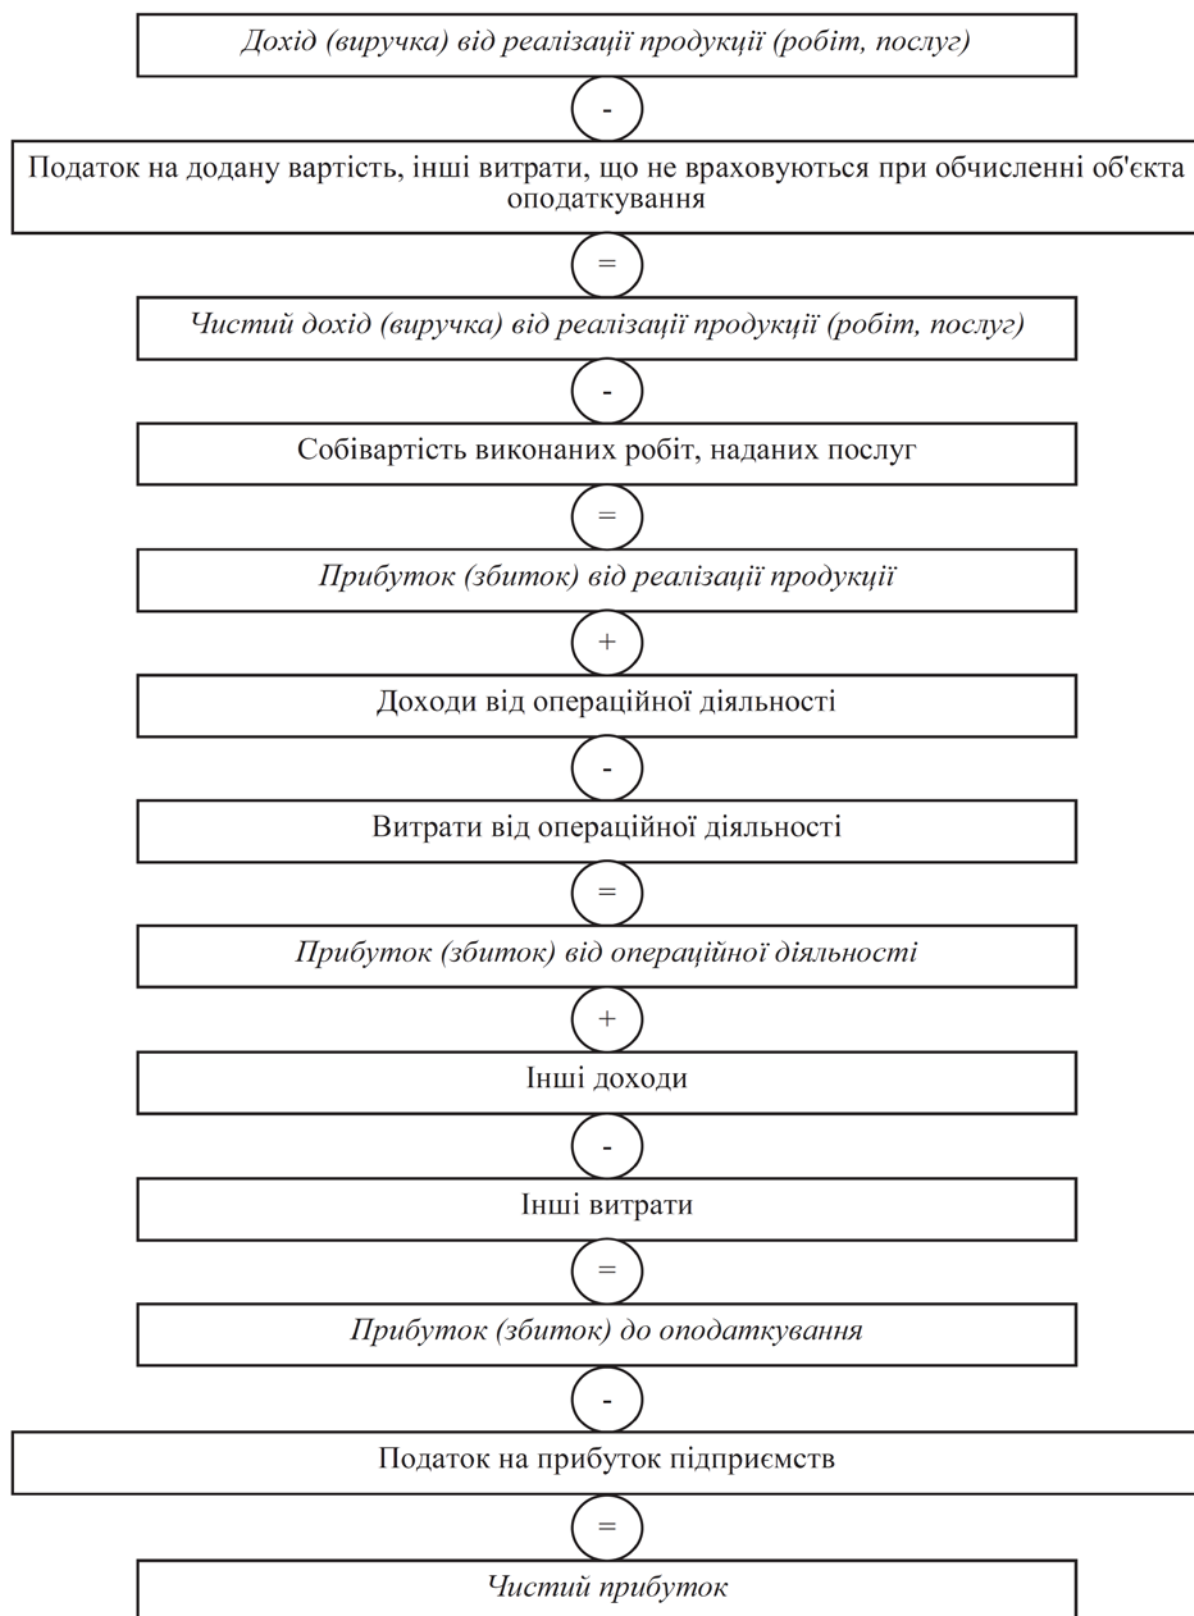 Дохід (виручка) від реалізації продукції (робіт, послуг)
-
Податок на додану вартість, інші витрати, що не враховуються при обчисленні об'єкта
оподаткування
=
Чистий дохід (виручка) від реалізації продукції (робіт, послуг)
-
Собівартість виконаних робіт, наданих послуг
=
Прибуток (збиток) від реалізації продукції
+
Доходи від операційної діяльності
-
Витрати від операційної діяльності
=
Прибуток (збиток) від операційної діяльності
+
Інші доходи
-
Інші витрати
=
Прибуток (збиток) до оподаткування
-
Податок на прибуток підприємств
=
Чистий прибуток